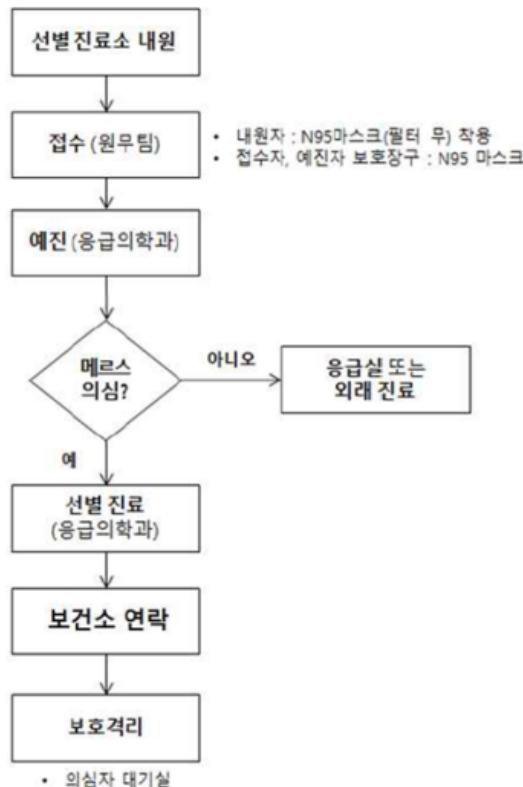 선별 진료소 내원
접수 (원무팀)
• 내원자 : N95마스크(필터 무) 착용
• 접수자, 예진자 보호장구 : N95 마스크
예진 (응급의학과)
메르스
의심?
아니오
응급실 또는
외래 진료
예
선별 진료
(응급의학과)
보건소 연락
보호격리
• 의심자 대기실